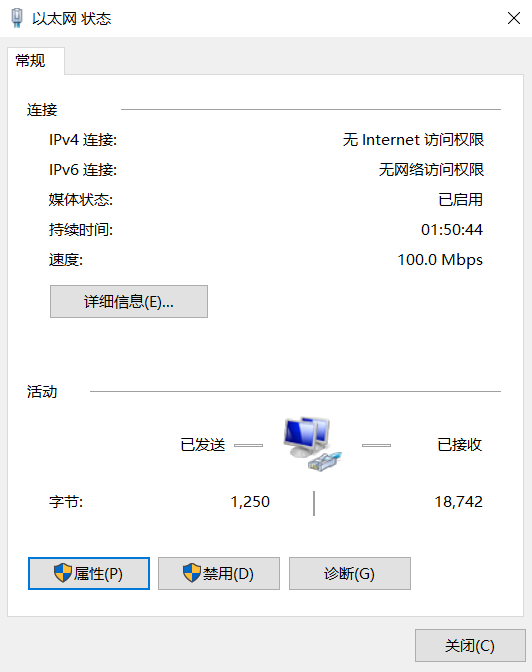 以太网 状态
常规
连接
IPv4 连接: 无 Internet 访问权限
IPv6 连接: 无网络访问权限
媒体状态: 已启用
持续时间: 01:50:44
速度: 100.0 Mbps
详细信息(E)...
活动
已发送 已接收
字节: 1,250 18,742
属性(P) 禁用(D) 诊断(G)
关闭(C)